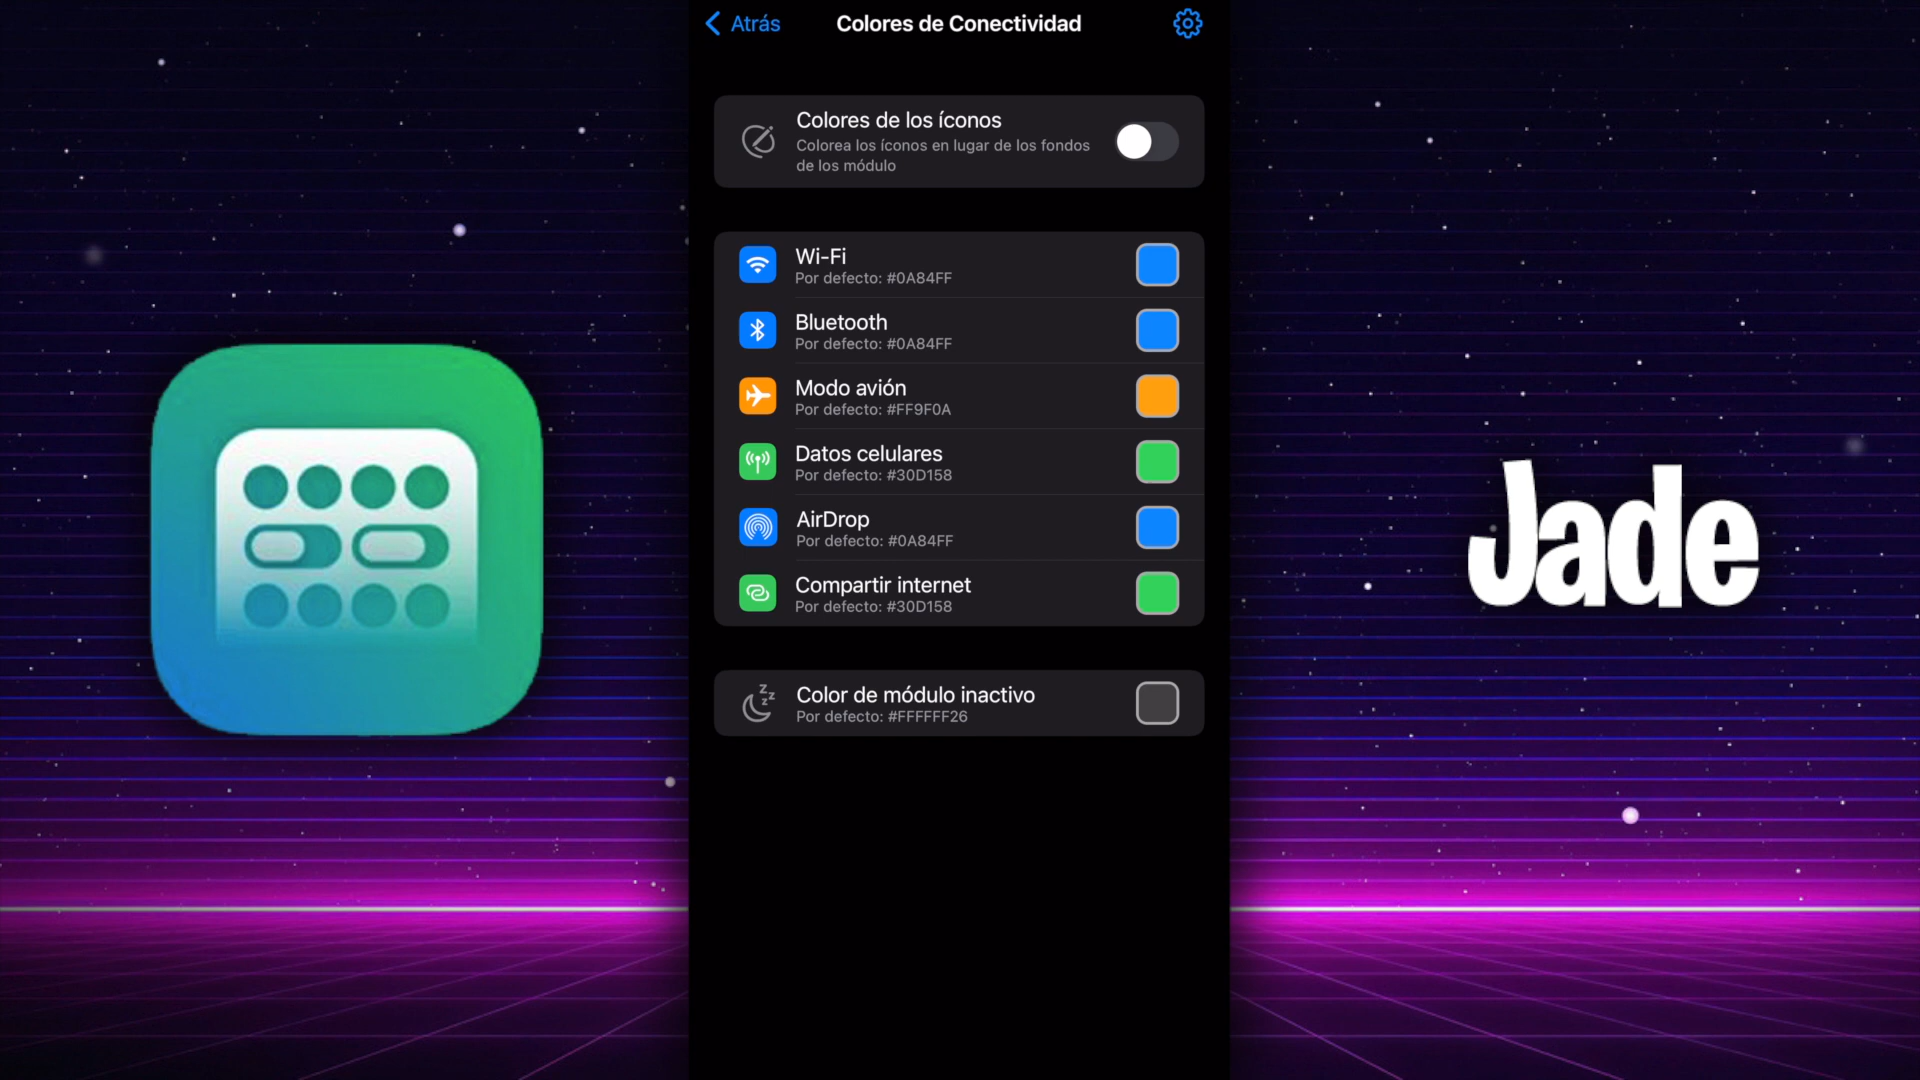 Atrás
Colores de Conectividad
Colores de los íconos
Colorea los íconos en lugar de los fondos
de los módulo
Wi-Fi
Por defecto: #0A84FF
Bluetooth
Por defecto: #0A84FF
Modo avión
Por defecto: #FF9F0A
Datos celulares
Por defecto: #30D158
AirDrop
Por defecto: #0A84FF
Compartir internet
Por defecto: #30D158
zzz
Color de módulo inactivo
Por defecto: #FFFFFF26
Jade